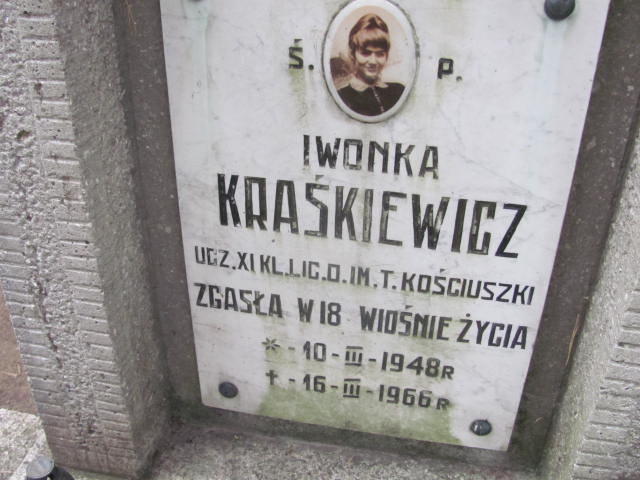 Ś. P.
IWONKA
KRAŚKIEWICZ
UCZ. XI KL. LIC. O. IM. T. KOŚCIUSZKI
ZGASŁA W 18 WIOŚNIE ŻYCIA
* - 10 - III - 1948 R
† - 16 - III - 1966 R